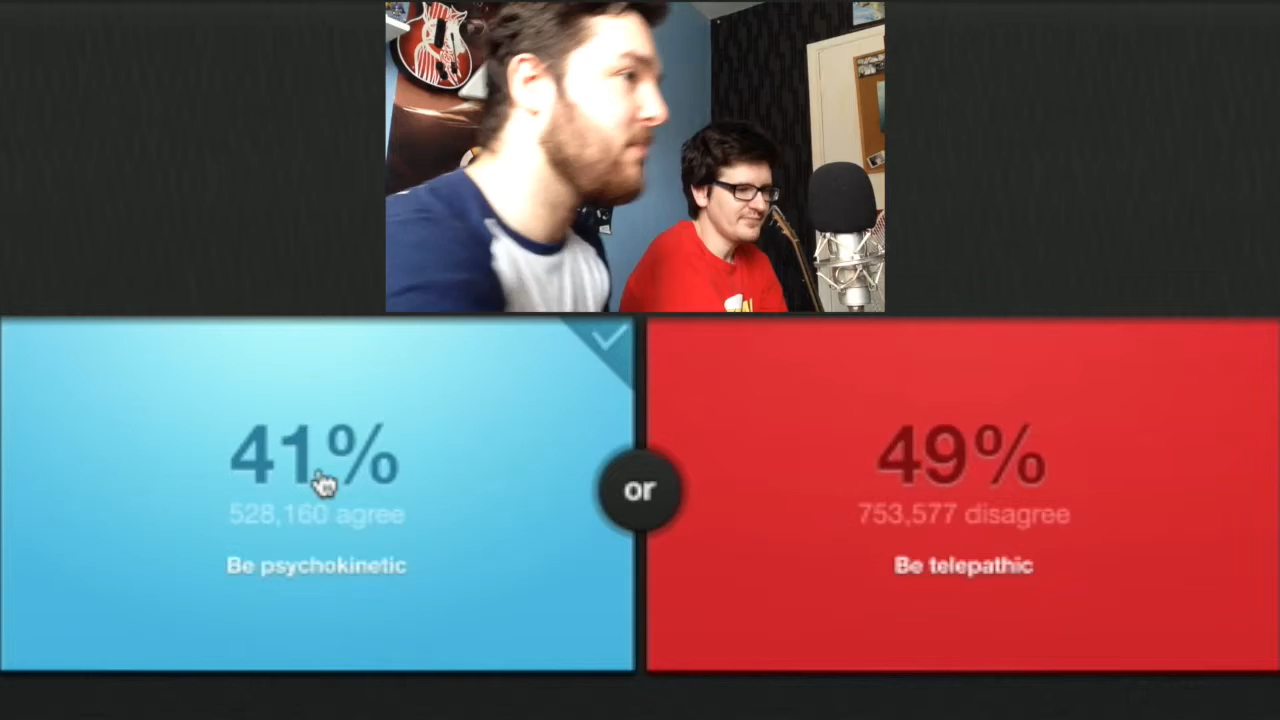 41%
528,160 agree
Be psychokinetic
or
49%
753,577 disagree
Be telepathic